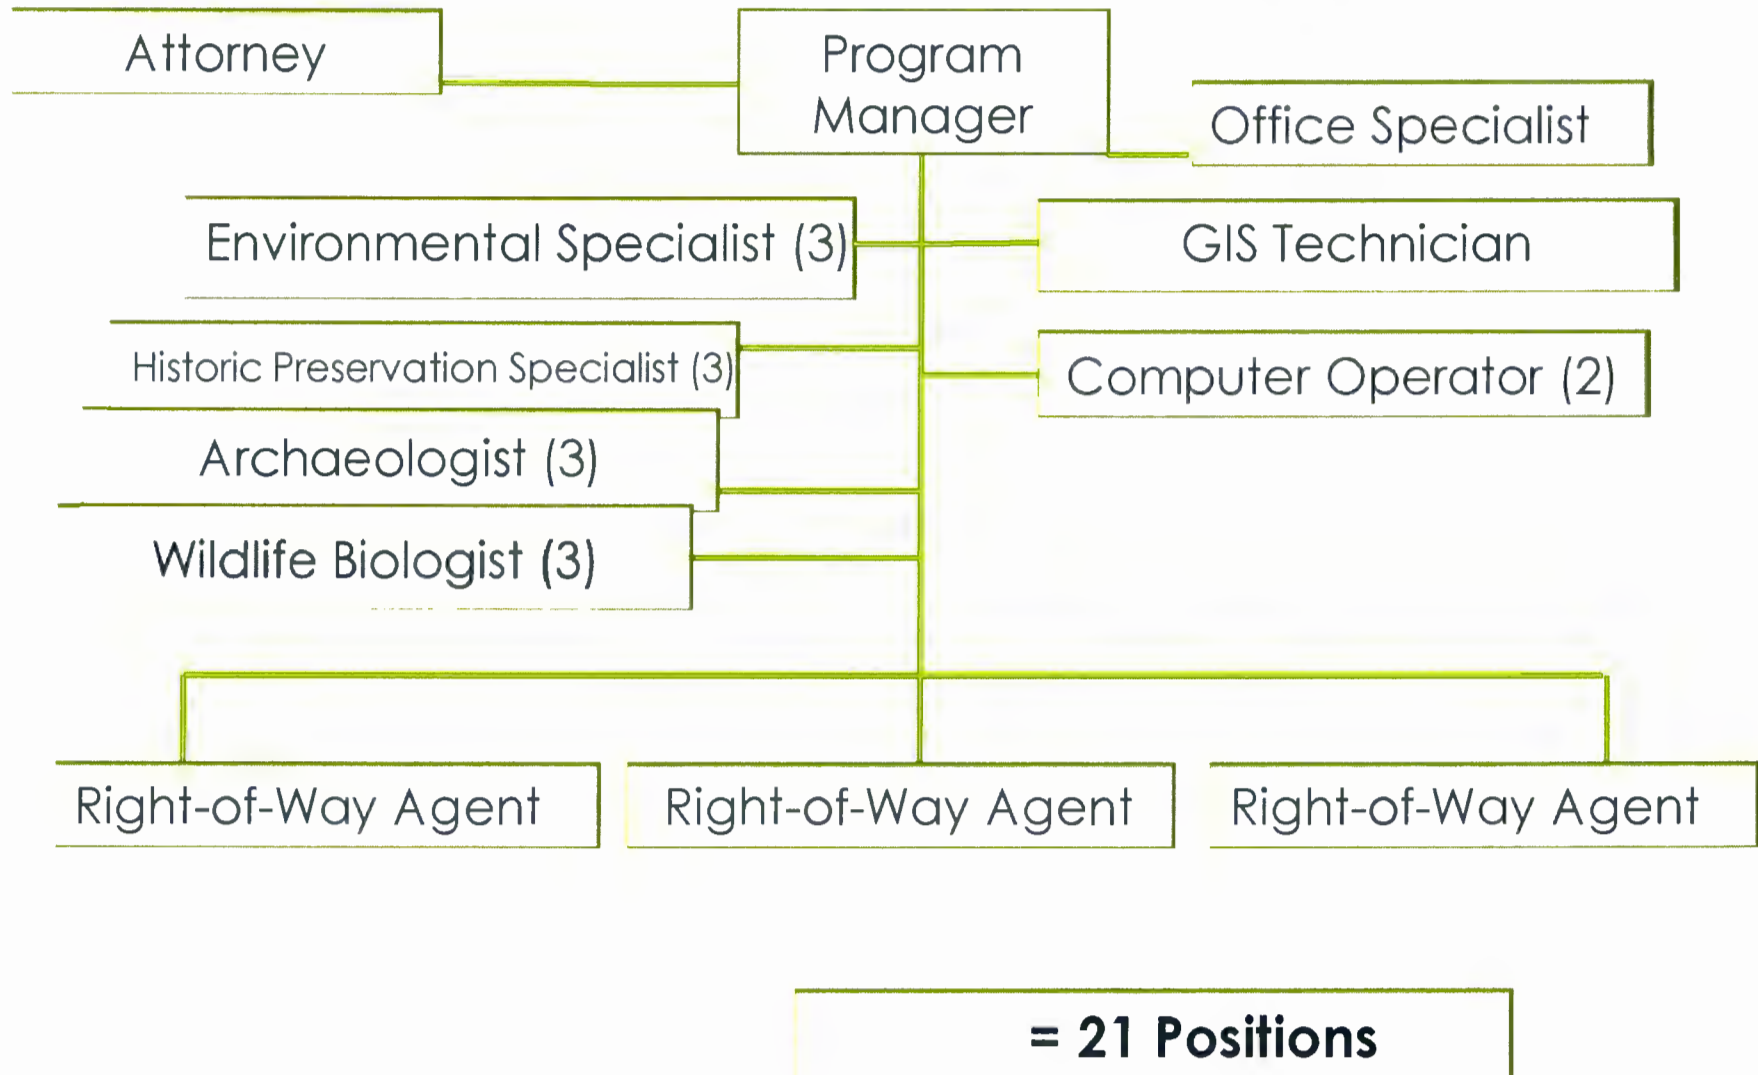 Attorney
Program
Manager
Office Specialist
Environmental Specialist (3)
GIS Technician
Historic Preservation Specialist (3)
Computer Operator (2)
Archaeologist (3)
Wildlife Biologist (3)
Right-of-Way Agent
Right-of-Way Agent
Right-of-Way Agent
= 21 Positions